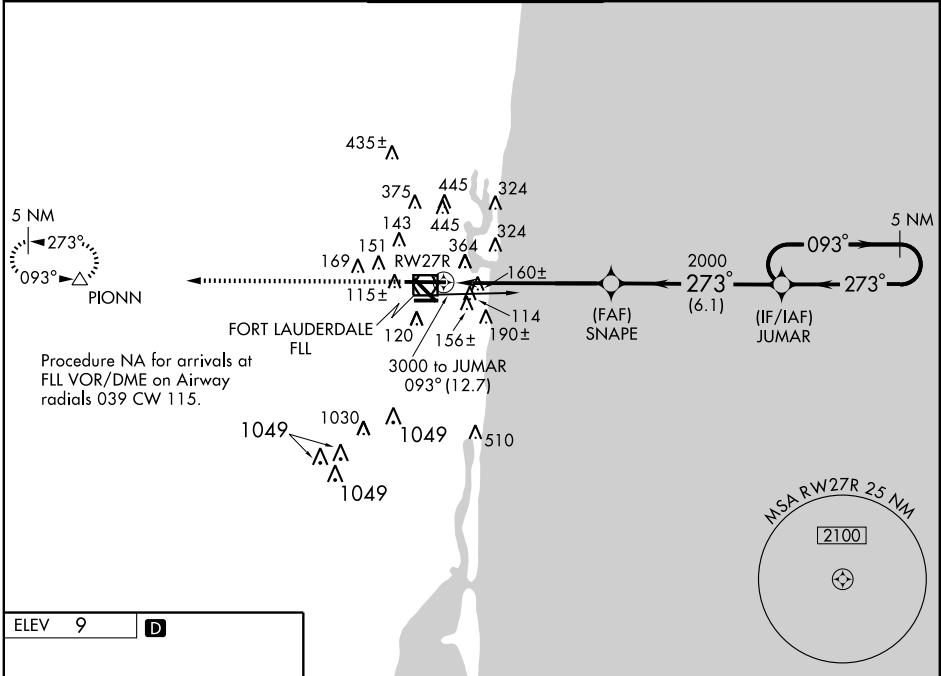 435±
375
445
445
324
143
324
151
364
169
RW27R
115±
160±
114
120
156±
190±
5 NM
273°
093°
PIONN
FORT LAUDERDALE
FLL
3000 to JUMAR
093° (12.7)
Procedure NA for arrivals at
FLL VOR/DME on Airway
radials 039 CW 115.
(FAF)
SNAPE
2000
273°
(6.1)
093°
5 NM
273°
(IF/IAF)
JUMAR
1030
1049
1049
510
1049
MSA RW27R 25 NM
2100
ELEV 9
D